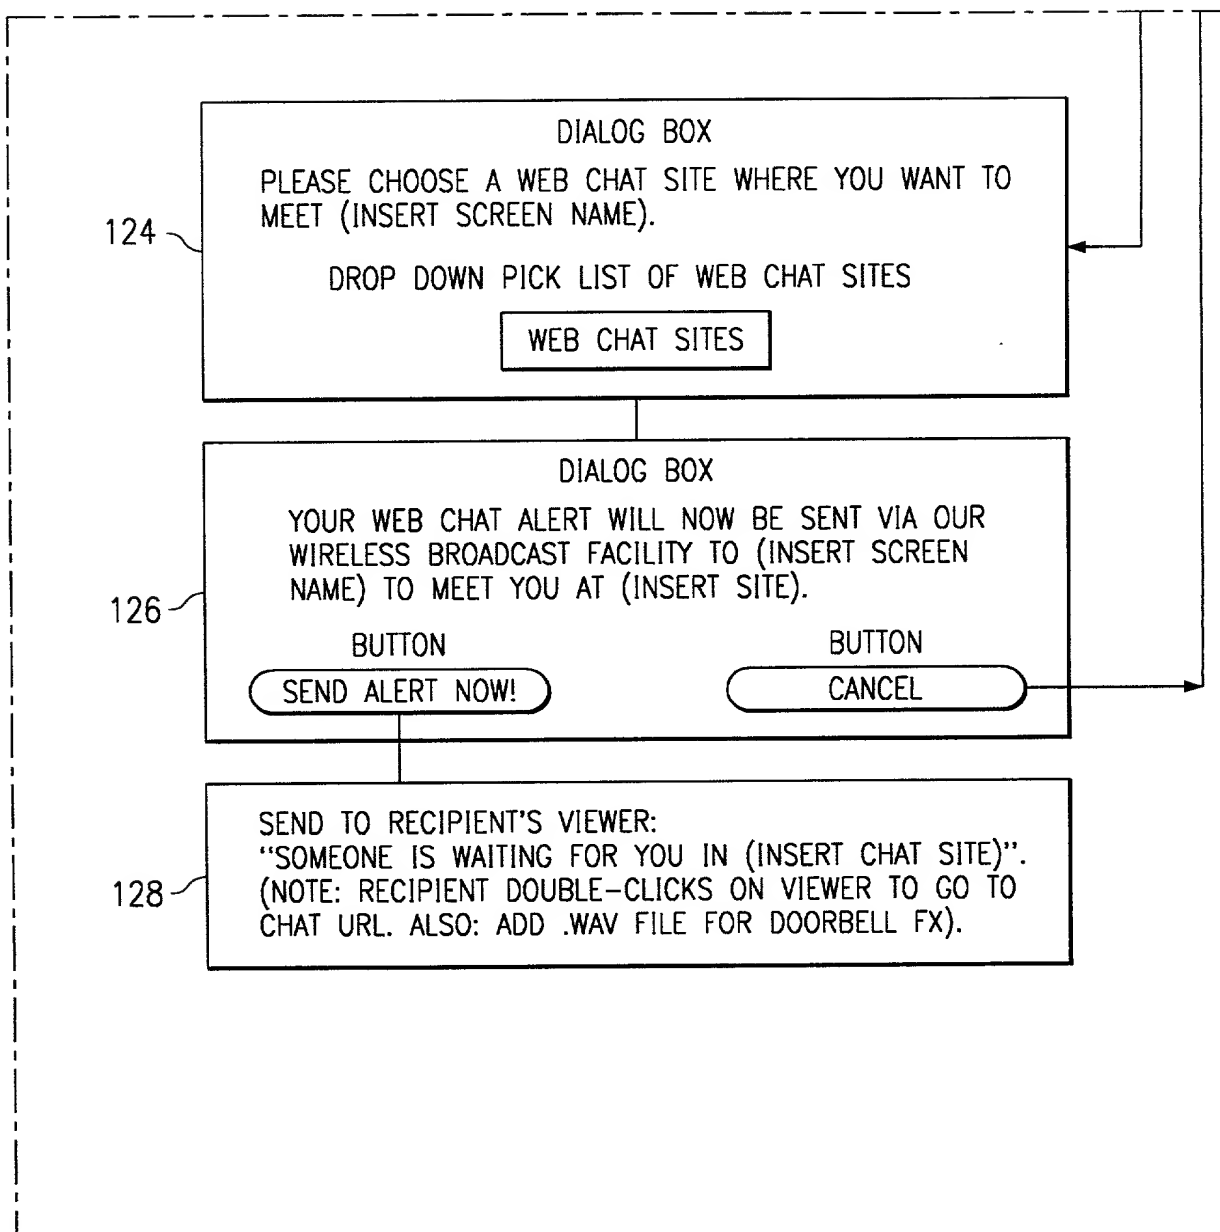 DIALOG BOX
PLEASE CHOOSE A WEB CHAT SITE WHERE YOU WANT TO
MEET (INSERT SCREEN NAME).
124
DROP DOWN PICK LIST OF WEB CHAT SITES
WEB CHAT SITES
DIALOG BOX
YOUR WEB CHAT ALERT WILL NOW BE SENT VIA OUR
WIRELESS BROADCAST FACILITY TO (INSERT SCREEN
NAME) TO MEET YOU AT (INSERT SITE).
126
BUTTON
SEND ALERT NOW!
BUTTON
CANCEL
SEND TO RECIPIENT'S VIEWER:
"SOMEONE IS WAITING FOR YOU IN (INSERT CHAT SITE)".
128
(NOTE: RECIPIENT DOUBLE-CLICKS ON VIEWER TO GO TO
CHAT URL. ALSO: ADD .WAV FILE FOR DOORBELL FX).